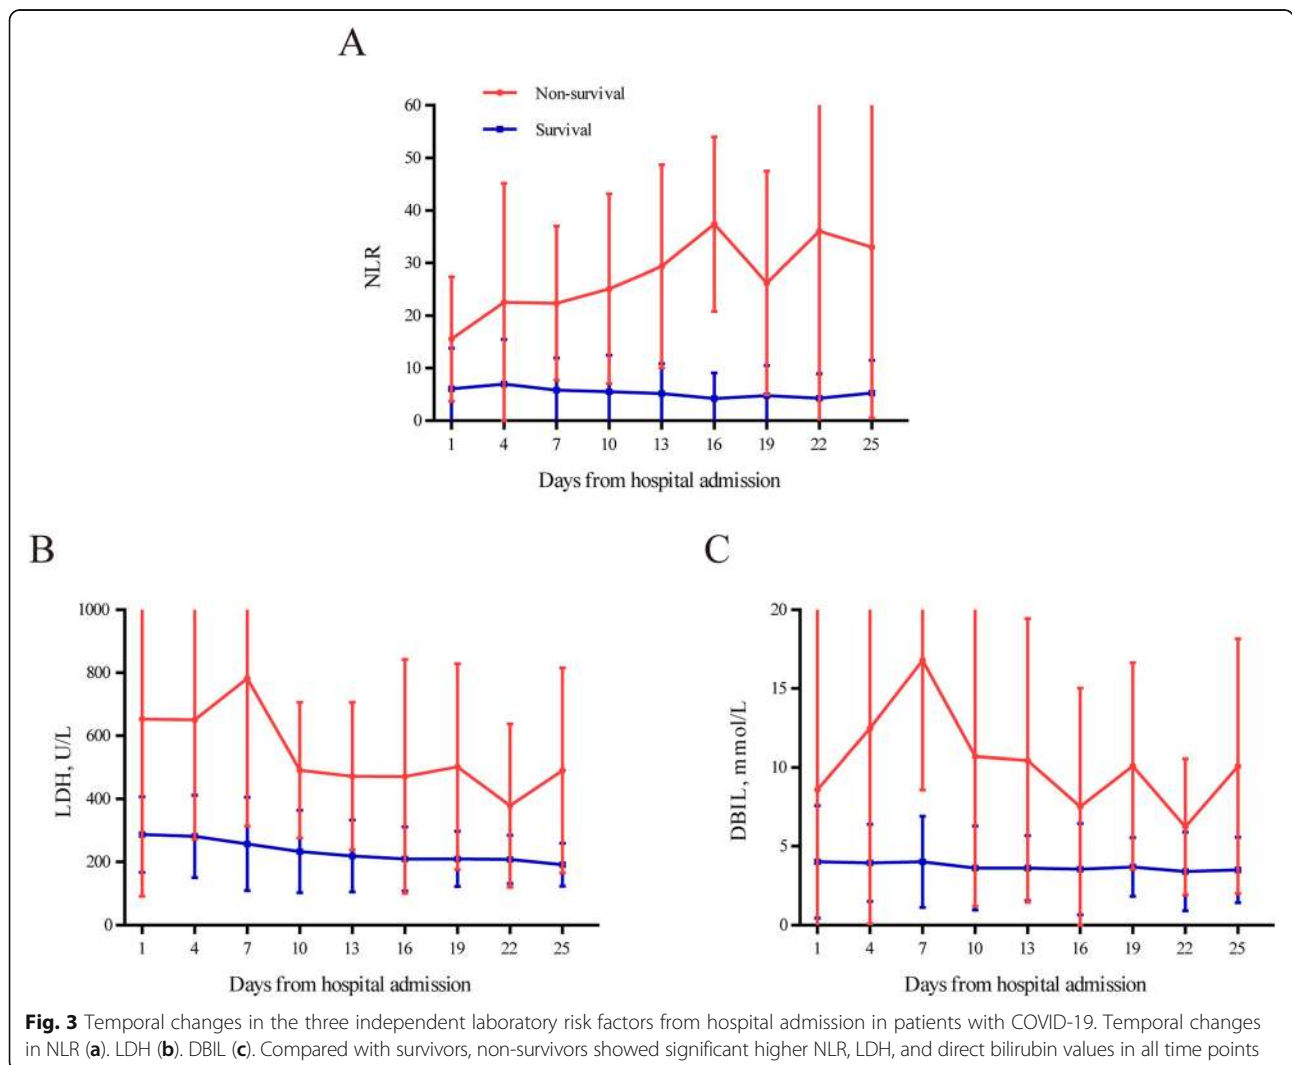 A
Non-survival
Survival
60
50
40
30
20
10
0
NLR
1 4 7 10 13 16 19 22 25
Days from hospital admission
B
1000
800
600
400
200
0
LDH, U/L
1 4 7 10 13 16 19 22 25
Days from hospital admission
C
20
15
10
5
0
DBIL, mmol/L
1 4 7 10 13 16 19 22 25
Days from hospital admission
Fig. 3 Temporal changes in the three independent laboratory risk factors from hospital admission in patients with COVID-19. Temporal changes
in NLR (a). LDH (b). DBIL (c). Compared with survivors, non-survivors showed significant higher NLR, LDH, and direct bilirubin values in all time points